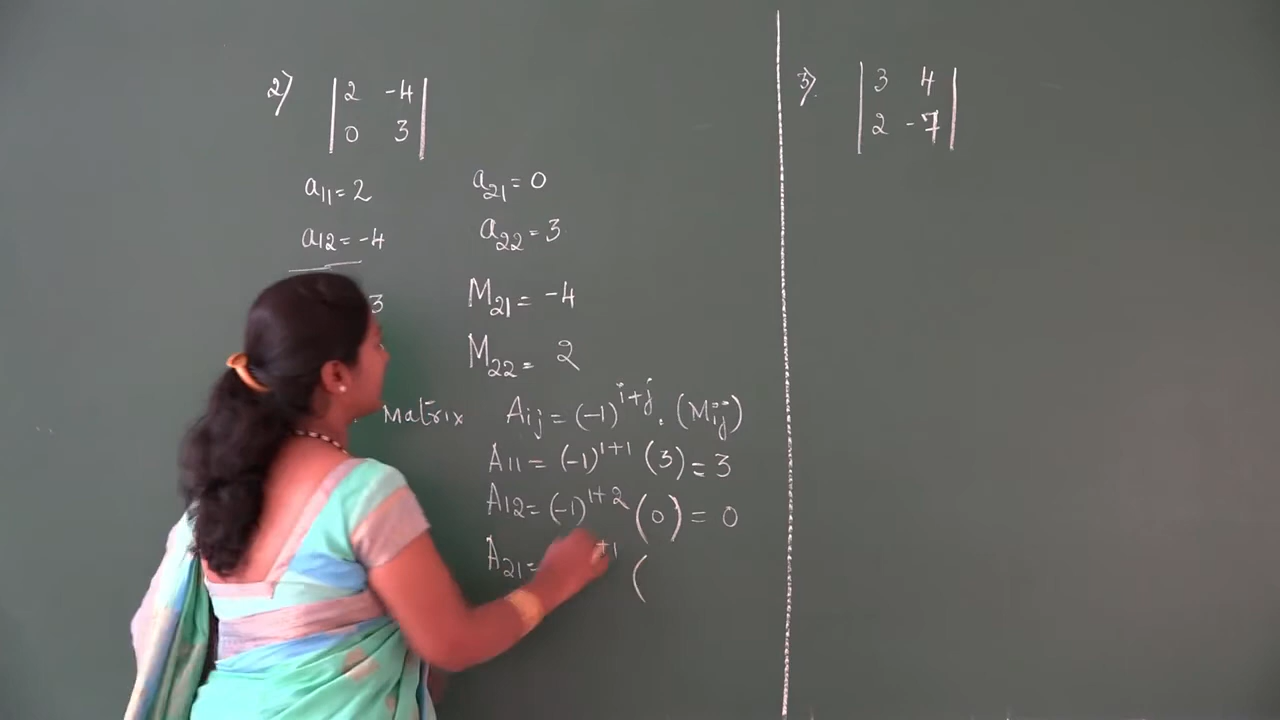 2) | 2 -4 |
| 0 3 |
a11 = 2
a12 = -4
3
a21 = 0
a22 = 3
M21 = -4
M22 = 2
Matrix Aij = (-1)^i+j . (Mij)
A11 = (-1)^1+1 (3) = 3
A12 = (-1)^1+2 (0) = 0
A21 = +1 (
3) | 3 4 |
| 2 -7 |